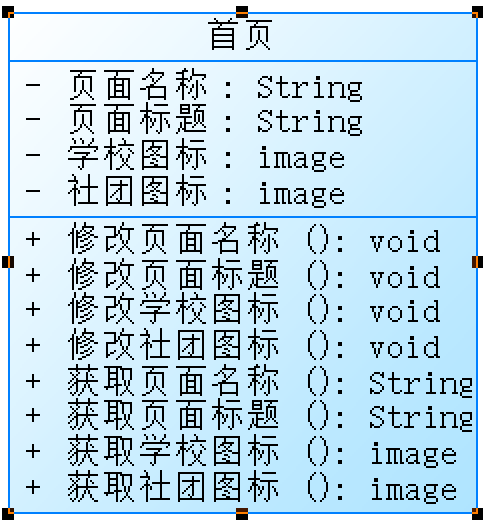 首页
- 页面名称 : String
- 页面标题 : String
- 学校图标 : image
- 社团图标 : image
+ 修改页面名称 (): void
+ 修改页面标题 (): void
+ 修改学校图标 (): void
+ 修改社团图标 (): void
+ 获取页面名称 (): String
+ 获取页面标题 (): String
+ 获取学校图标 (): image
+ 获取社团图标 (): image